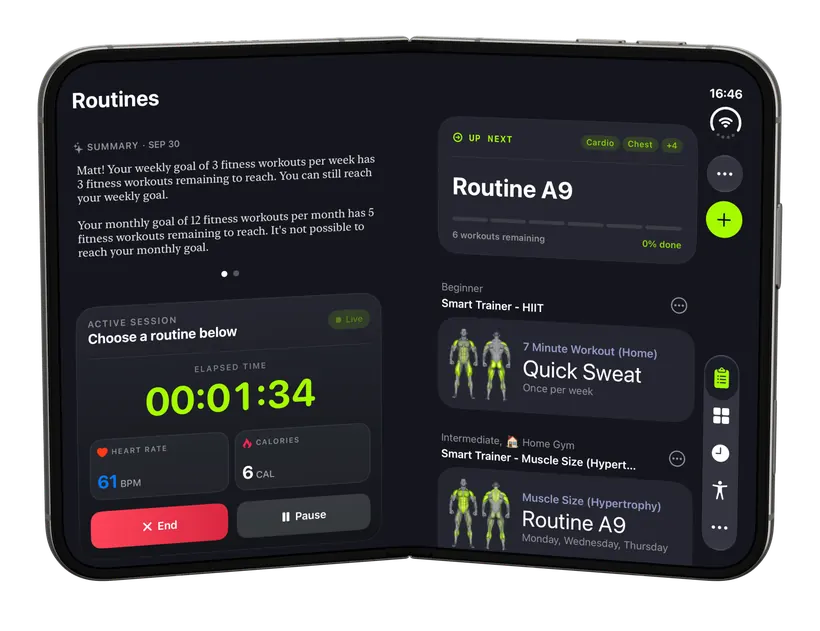 Routines
SUMMARY · SEP 30
Matt! Your weekly goal of 3 fitness workouts per week has
3 fitness workouts remaining to reach. You can still reach
your weekly goal.
Your monthly goal of 12 fitness workouts per month has 5
fitness workouts remaining to reach. It's not possible to
reach your monthly goal.
ACTIVE SESSION
Choose a routine below
Live
ELAPSED TIME
00:01:34
HEART RATE
61 BPM
CALORIES
6 CAL
End
Pause
16:46
UP NEXT
Cardio
Chest
+4
Routine A9
6 workouts remaining
0% done
Beginner
Smart Trainer - HIIT
7 Minute Workout (Home)
Quick Sweat
Once per week
Intermediate, 🏠 Home Gym
Smart Trainer - Muscle Size (Hypert...
Muscle Size (Hypertrophy)
Routine A9
Monday, Wednesday, Thursday